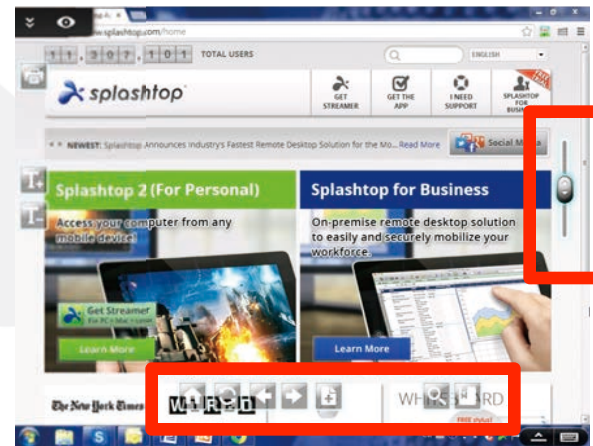 .splashtop.com/home
11,307,101 TOTAL USERS
ENGLISH
splashtop
GET STREAMER
GET THE APP
I NEED SUPPORT
SPLASHTOP FOR BUSINESS
NEWEST: Splashtop Announces Industry's Fastest Remote Desktop Solution for the Mo... Read More
Social Media
T+
T-
Splashtop 2 (For Personal)
Access your computer from any
mobile device!
Get Streamer
Learn More
Splashtop for Business
On-premise remote desktop solution
to easily and securely mobilize your
workforce.
Learn More
The New York Times
WIRED
FREE